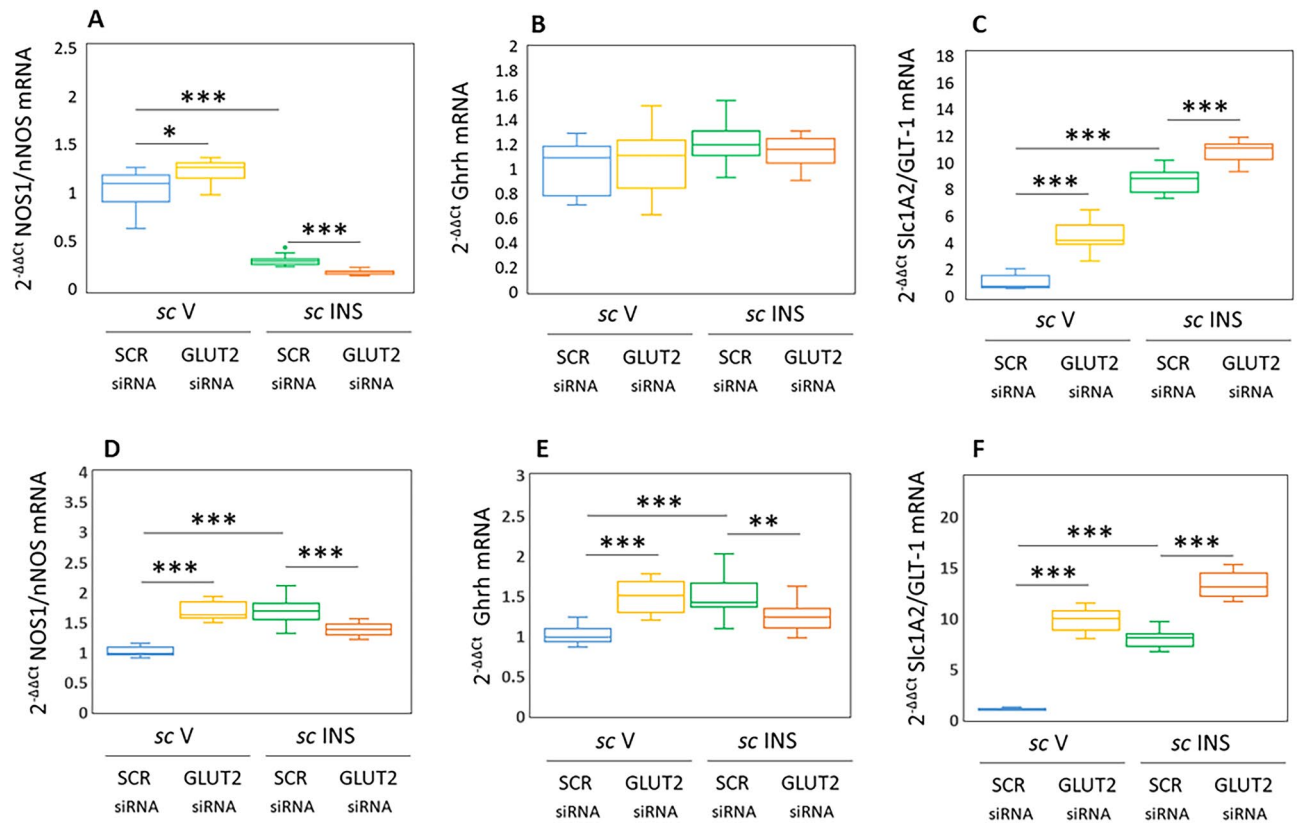 A
2-ΔΔCt NOS1/nNOS mRNA
2.5
2
1.5
1
0.5
0
***
*
***
sc V
sc INS
SCR
GLUT2
SCR
GLUT2
siRNA
siRNA
siRNA
siRNA
B
2-ΔΔCt Ghrh mRNA
2
1.8
1.6
1.4
1.2
1
0.8
0.6
0.4
0.2
0
sc V
sc INS
SCR
GLUT2
SCR
GLUT2
siRNA
siRNA
siRNA
siRNA
C
2-ΔΔCt Slc1A2/GLT-1 mRNA
18
16
14
12
10
8
6
4
2
0
***
***
***
sc V
sc INS
SCR
GLUT2
SCR
GLUT2
siRNA
siRNA
siRNA
siRNA
D
2-ΔΔCt NOS1/nNOS mRNA
4
3.5
3
2.5
2
1.5
1
0.5
0
***
***
***
sc V
sc INS
SCR
GLUT2
SCR
GLUT2
siRNA
siRNA
siRNA
siRNA
E
2-ΔΔCt Ghrh mRNA
3
2.5
2
1.5
1
0.5
0
***
**
***
sc V
sc INS
SCR
GLUT2
SCR
GLUT2
siRNA
siRNA
siRNA
siRNA
F
2-ΔΔCt Slc1A2/GLT-1 mRNA
20
15
10
5
0
***
***
***
sc V
sc INS
SCR
GLUT2
SCR
GLUT2
siRNA
siRNA
siRNA
siRNA